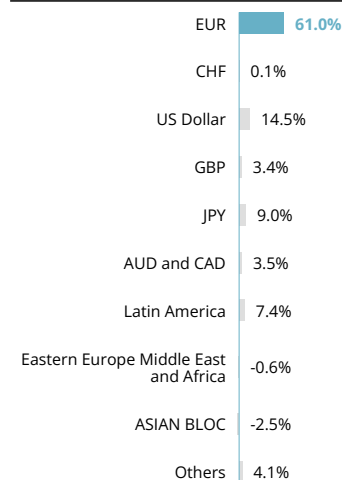 EUR 61.0%
CHF 0.1%
US Dollar 14.5%
GBP 3.4%
JPY 9.0%
AUD and CAD 3.5%
Latin America 7.4%
Eastern Europe Middle East
and Africa -0.6%
ASIAN BLOC -2.5%
Others 4.1%